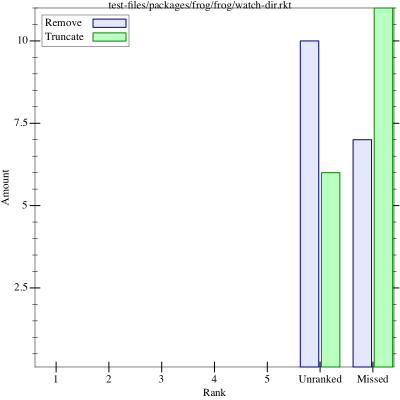 test-files/packages/frog/frog/watch-dir.rkt
Remove
Truncate
10
7.5
5
2.5
Amount
1 2 3 4 5 Unranked Missed
Rank